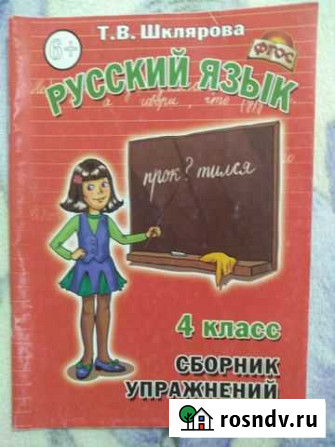 6+
Т.В. Шклярова
ФГОС
РУССКИЙ ЯЗЫК
прок?тился
4 класс
СБОРНИК
УПРАЖНЕНИЙ
rosndv.ru